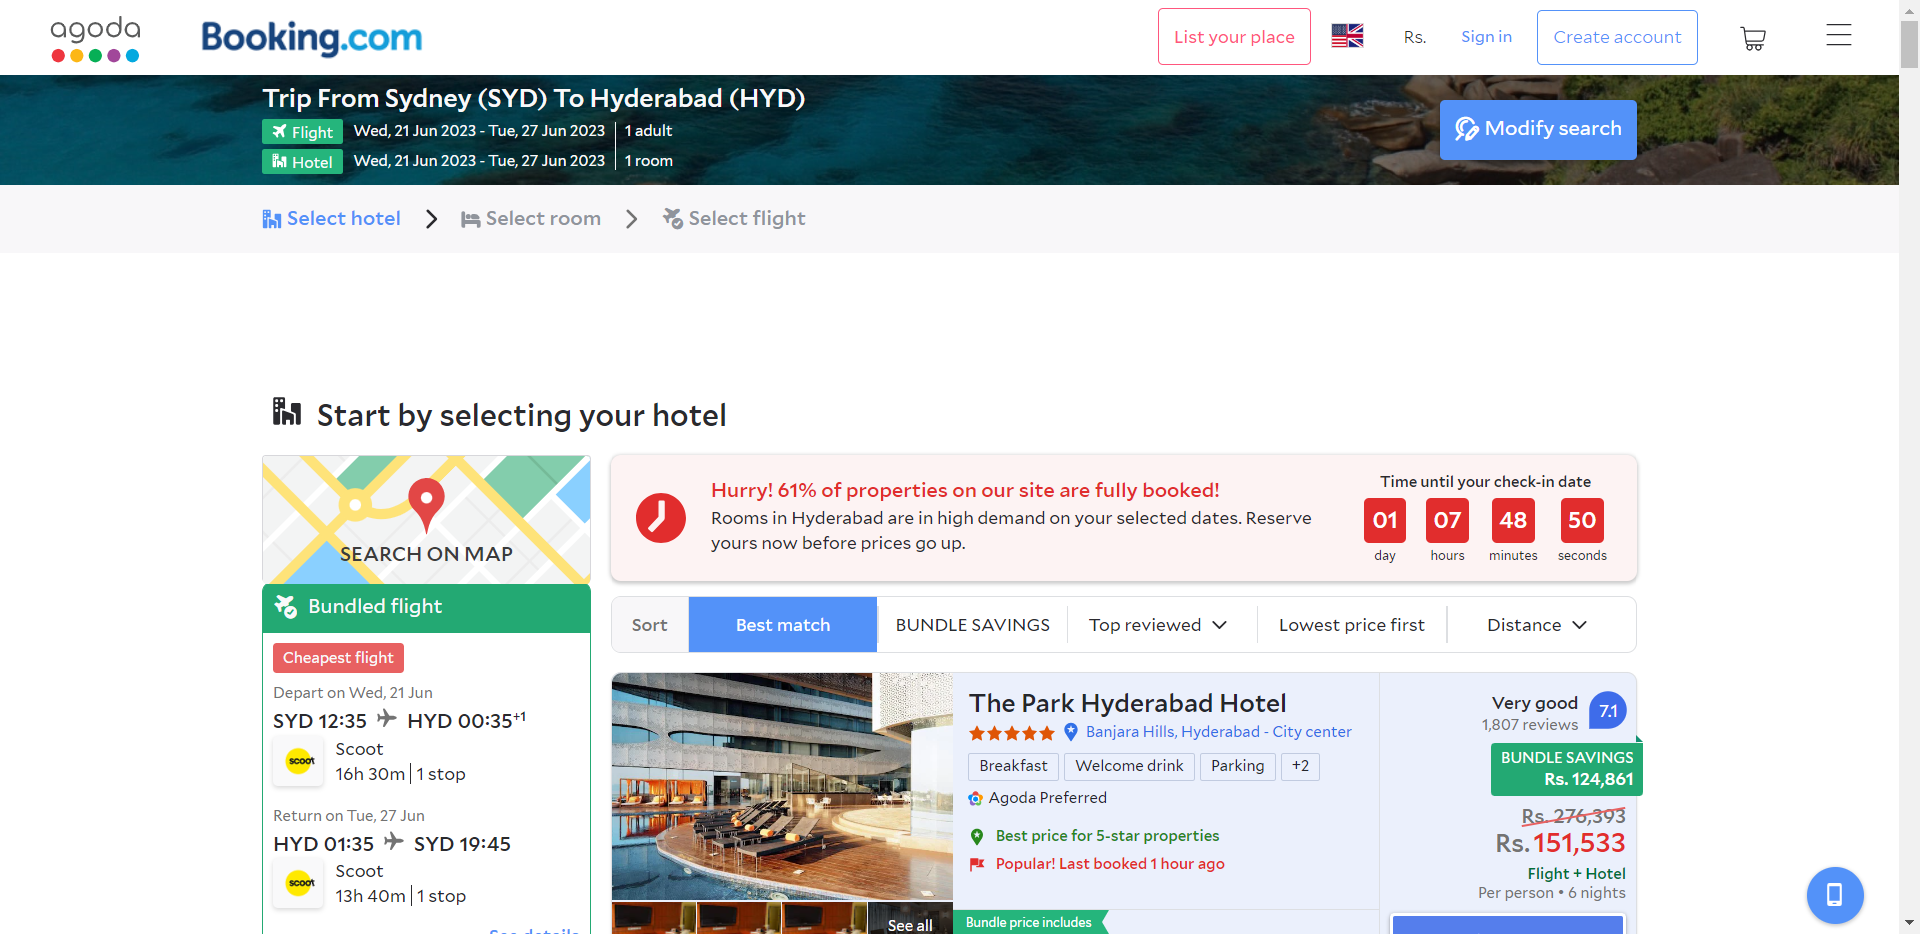 agoda
Booking.com
List your place
Rs.
Sign in
Create account
Trip From Sydney (SYD) To Hyderabad (HYD)
Flight Wed, 21 Jun 2023 - Tue, 27 Jun 2023 1 adult
Hotel Wed, 21 Jun 2023 - Tue, 27 Jun 2023 1 room
Modify search
Select hotel Select room Select flight
Start by selecting your hotel
SEARCH ON MAP
Bundled flight
Cheapest flight
Depart on Wed, 21 Jun
SYD 12:35 HYD 00:35+1
scoot
Scoot
16h 30m 1 stop
Return on Tue, 27 Jun
HYD 01:35 SYD 19:45
scoot
Scoot
13h 40m 1 stop
See details
Hurry! 61% of properties on our site are fully booked!
Rooms in Hyderabad are in high demand on your selected dates. Reserve
yours now before prices go up.
Time until your check-in date
01 07 48 50
day hours minutes seconds
Sort Best match BUNDLE SAVINGS Top reviewed Lowest price first Distance
The Park Hyderabad Hotel
Banjara Hills, Hyderabad - City center
Breakfast Welcome drink Parking +2
Agoda Preferred
Best price for 5-star properties
Popular! Last booked 1 hour ago
Bundle price includes
See all
Very good 7.1
1,807 reviews
BUNDLE SAVINGS
Rs. 124,861
Rs. 276,393
Rs. 151,533
Flight + Hotel
Per person • 6 nights